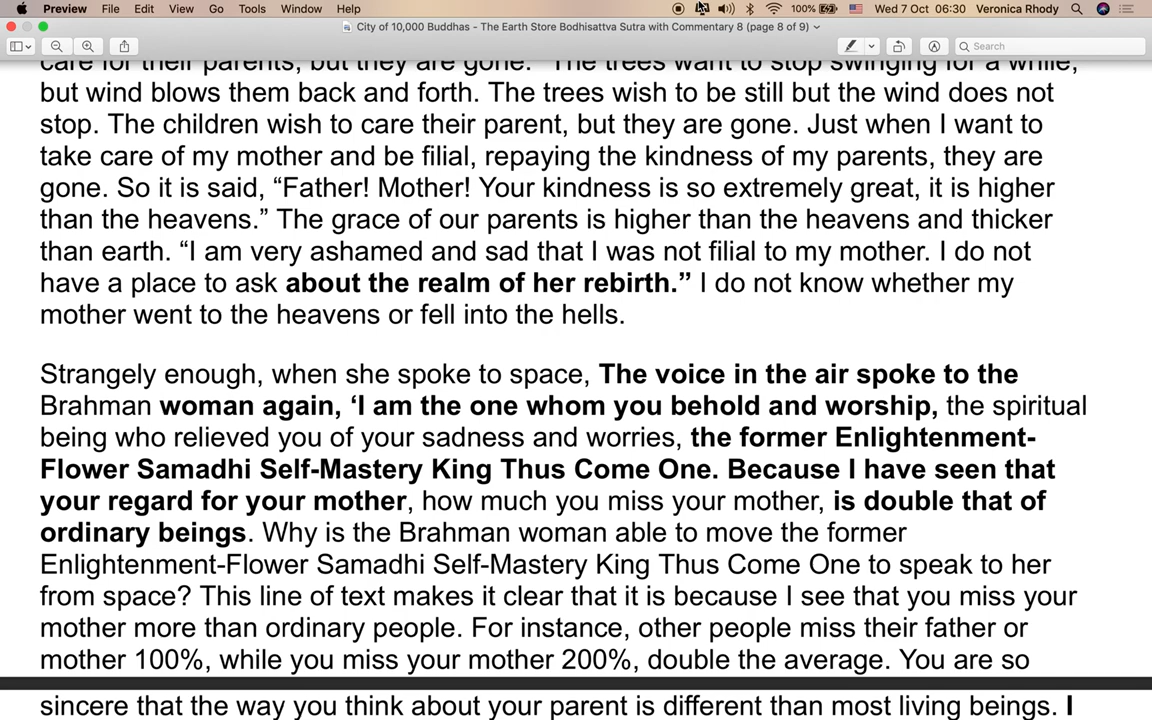 Preview File Edit View Go Tools Window Help 100% Wed 7 Oct 06:30 Veronica Rhody
City of 10,000 Buddhas - The Earth Store Bodhisattva Sutra with Commentary 8 (page 8 of 9)
Search
care for their parents, but they are gone." The trees want to stop swinging for a while,
but wind blows them back and forth. The trees wish to be still but the wind does not
stop. The children wish to care their parent, but they are gone. Just when I want to
take care of my mother and be filial, repaying the kindness of my parents, they are
gone. So it is said, “Father! Mother! Your kindness is so extremely great, it is higher
than the heavens.” The grace of our parents is higher than the heavens and thicker
than earth. “I am very ashamed and sad that I was not filial to my mother. I do not
have a place to ask about the realm of her rebirth.” I do not know whether my
mother went to the heavens or fell into the hells.
Strangely enough, when she spoke to space, The voice in the air spoke to the
Brahman woman again, ‘I am the one whom you behold and worship, the spiritual
being who relieved you of your sadness and worries, the former Enlightenment-
Flower Samadhi Self-Mastery King Thus Come One. Because I have seen that
your regard for your mother, how much you miss your mother, is double that of
ordinary beings. Why is the Brahman woman able to move the former
Enlightenment-Flower Samadhi Self-Mastery King Thus Come One to speak to her
from space? This line of text makes it clear that it is because I see that you miss your
mother more than ordinary people. For instance, other people miss their father or
mother 100%, while you miss your mother 200%, double the average. You are so
sincere that the way you think about your parent is different than most living beings. I